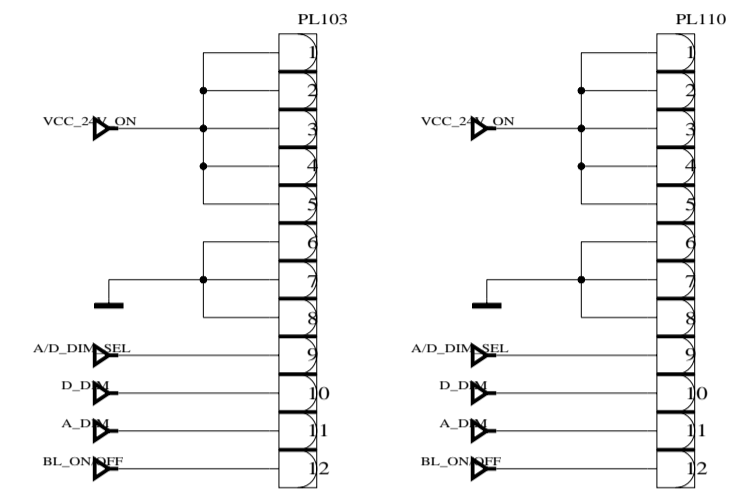 PL103
1
2
VCC_24V_ON
3
4
5
6
7
8
A/D_DIM_SEL
9
D_DIM
10
A_DIM
11
BL_ON/OFF
12
PL110
1
2
VCC_24V_ON
3
4
5
6
7
8
A/D_DIM_SEL
9
D_DIM
10
A_DIM
11
BL_ON/OFF
12